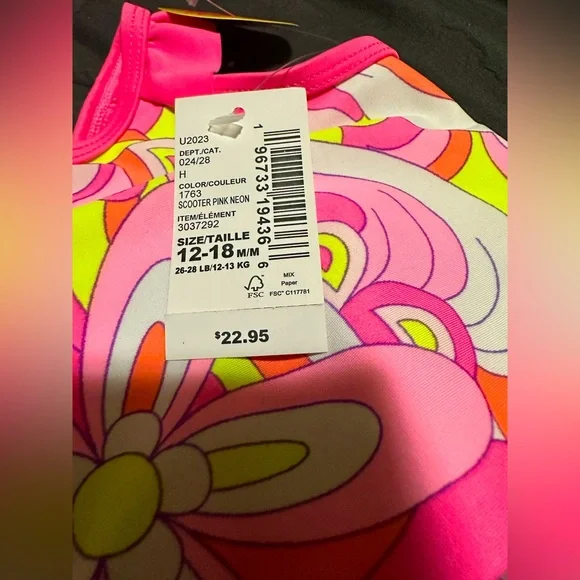 U2023
DEPT./CAT.
024/28
H
COLOR/COULEUR
1763
SCOOTER PINK NEON
ITEM/ÉLÉMENT
3037292
SIZE/TAILLE
12-18 M/M
26-28 LB/12-13 KG
1 96733 19436 6
FSC
MIX
Paper
FSC™ C117781
$22.95